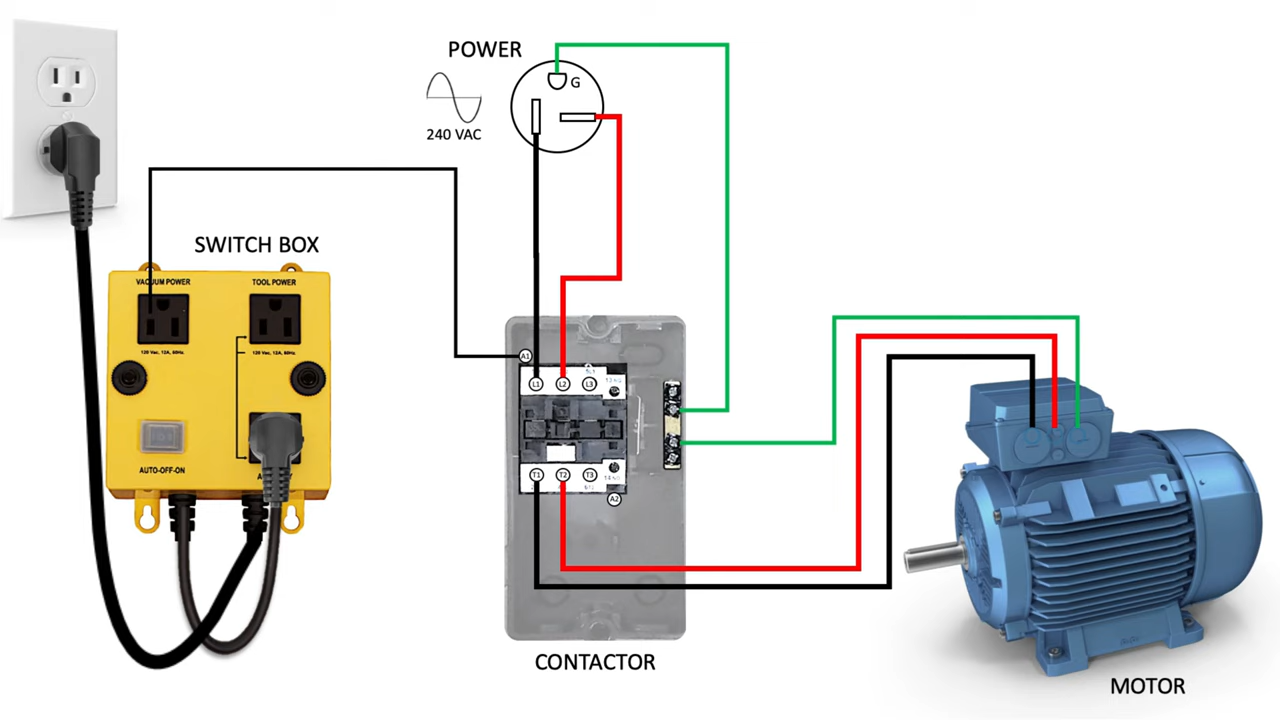 POWER
G
240 VAC
SWITCH BOX
VACUUM POWER
TOOL POWER
120 Vac, 12A, 60Hz
120 Vac, 12A, 60Hz
AUTO-OFF-ON
A1
L1
L2
L3
T1
T2
T3
A2
CONTACTOR
MOTOR